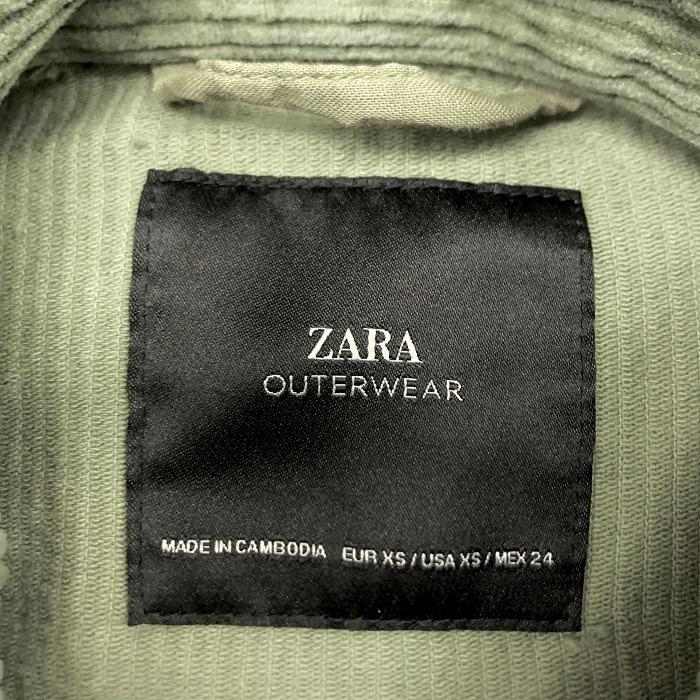 ZARA
OUTERWEAR
MADE IN CAMBODIA EUR XS / USA XS / MEX 24